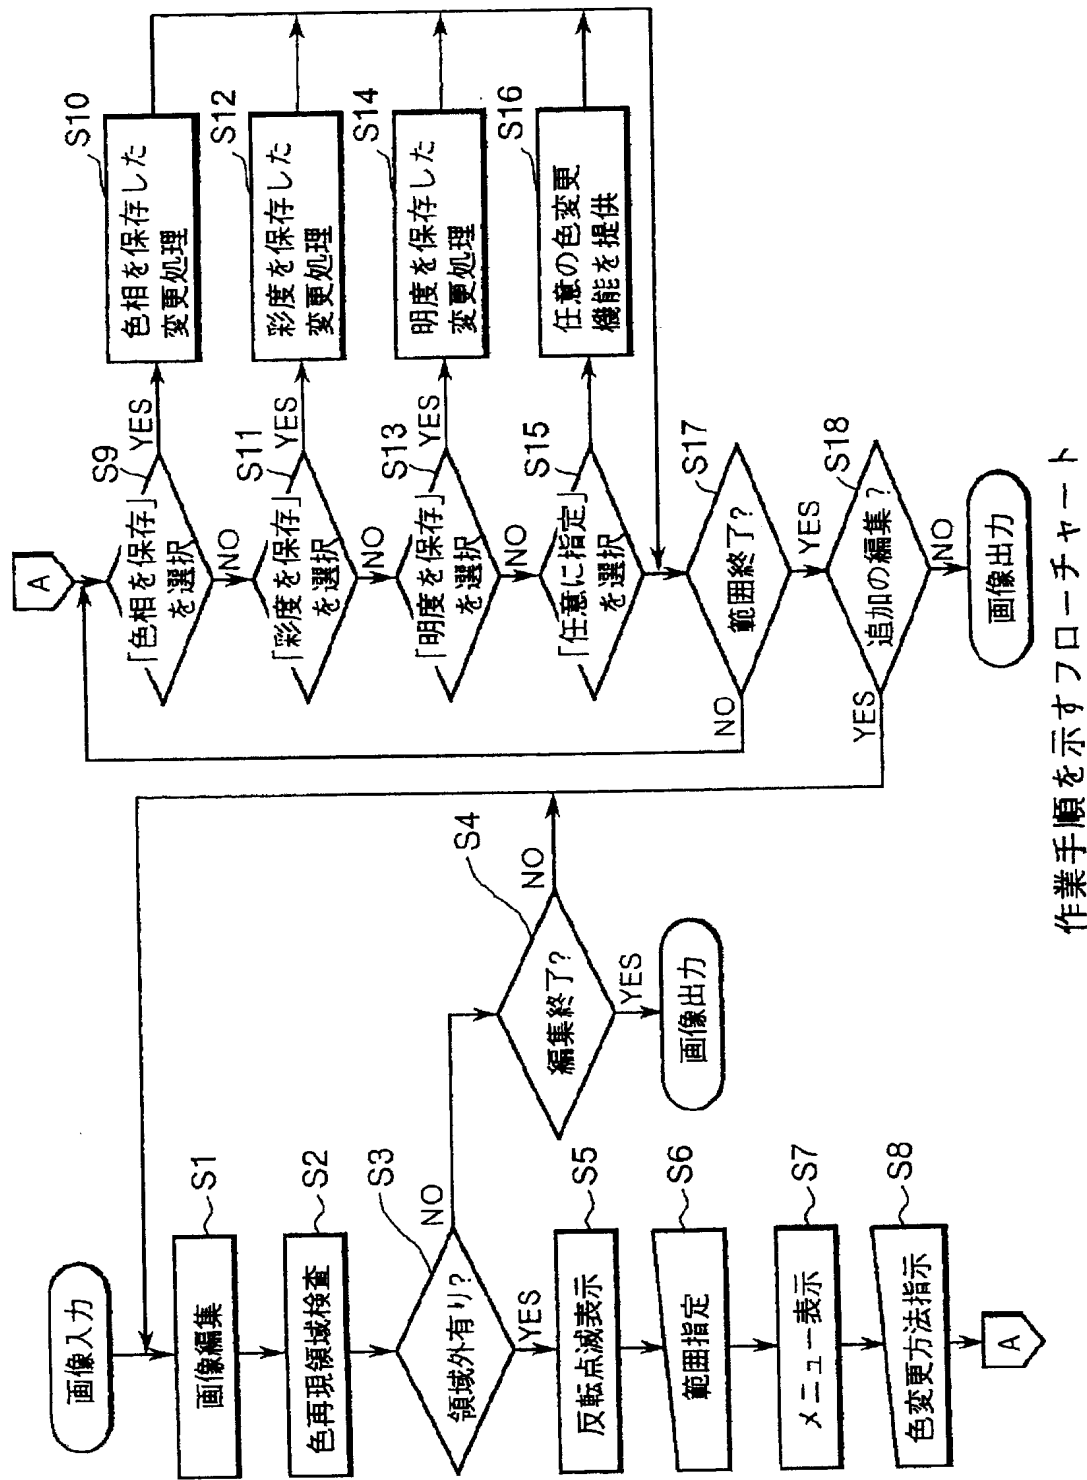 画像入力
画像編集
S1
色再現領域検査
S2
領域外有り?
S3
NO
YES
編集終了?
S4
NO
YES
画像出力
反転点滅表示
S5
範囲指定
S6
メニュー表示
S7
色変更方法指示
S8
A
A
「色相を保存」
を選択
S9
YES
NO
色相を保存した
変更処理
S10
「彩度を保存」
を選択
S11
YES
NO
彩度を保存した
変更処理
S12
「明度を保存」
を選択
S13
YES
NO
明度を保存した
変更処理
S14
「任意に指定」
を選択
S15
任意の色変更
機能を提供
S16
範囲終了?
S17
NO
YES
追加の編集?
S18
YES
NO
画像出力
作業手順を示すフローチャート